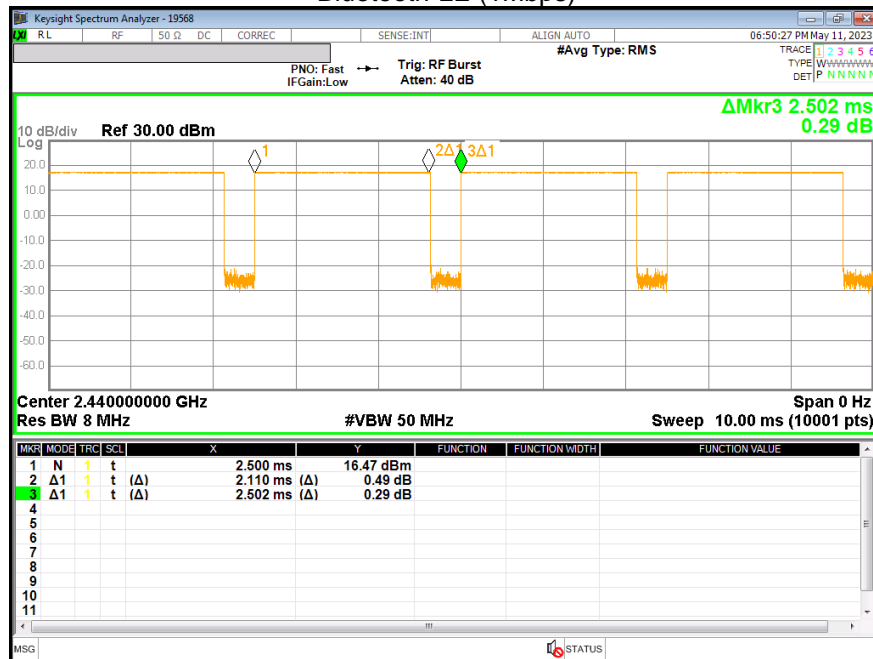 Bluetooth LE (1Mbps)
Keysight Spectrum Analyzer - 19568
LXI RL RF 50 Ω DC CORREC SENSE:INT ALIGN AUTO 06:50:27 PM May 11, 2023
#Avg Type: RMS TRACE 1 2 3 4 5 6
PNO: Fast Trig: RF Burst TYPE W
IFGain:Low Atten: 40 dB DET P N N N N
ΔMkr3 2.502 ms
0.29 dB
10 dB/div Ref 30.00 dBm
Log
1 2Δ1 3Δ1
20.0
10.0
0.00
-10.0
-20.0
-30.0
-40.0
-50.0
-60.0
Center 2.440000000 GHz Span 0 Hz
Res BW 8 MHz #VBW 50 MHz Sweep 10.00 ms (10001 pts)
MKR MODE TRC SCL X Y FUNCTION FUNCTION WIDTH FUNCTION VALUE
1 N 1 t 2.500 ms 16.47 dBm
2 Δ1 1 t (Δ) 2.110 ms (Δ) 0.49 dB
3 Δ1 1 t (Δ) 2.502 ms (Δ) 0.29 dB
4
5
6
7
8
9
10
11
MSG STATUS